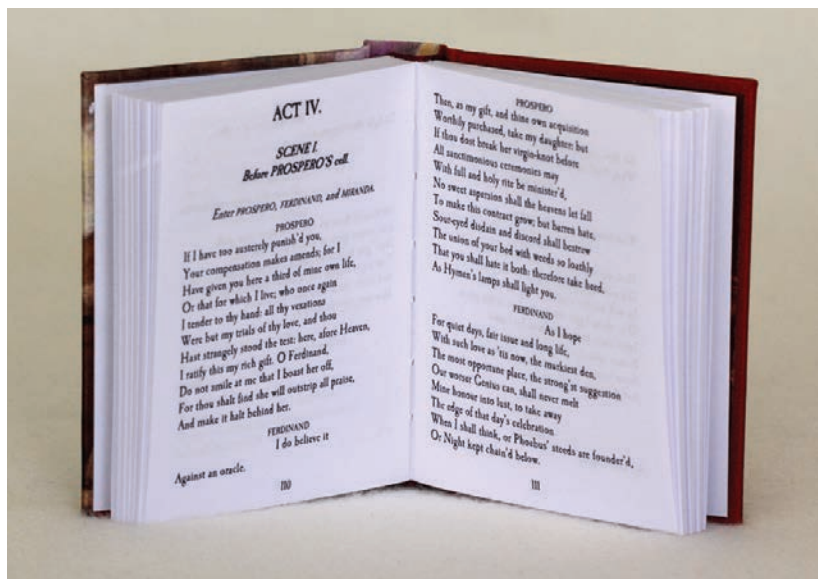 ACT IV.
SCENE I.
Before PROSPERO'S cell.
Enter PROSPERO, FERDINAND, and MIRANDA.
PROSPERO
If I have too austerely punish'd you,
Your compensation makes amends; for I
Have given you here a third of mine own life,
Or that for which I live; who once again
I tender to thy hand: all thy vexations
Were but my trials of thy love, and thou
Hast strangely stood the test: here, afore Heaven,
I ratify this my rich gift. O Ferdinand,
Do not smile at me that I boast her off,
For thou shalt find she will outstrip all praise,
And make it halt behind her.
FERDINAND
I do believe it
Against an oracle.
110
PROSPERO
Then, as my gift, and thine own acquisition
Worthily purchased, take my daughter: but
If thou dost break her virgin-knot before
All sanctimonious ceremonies may
With full and holy rite be minister'd,
No sweet aspersion shall the heavens let fall
To make this contract grow; but barren hate,
Sour-eyed disdain and discord shall bestrow
The union of your bed with weeds so loathly
That you shall hate it both: therefore take heed,
As Hymen's lamps shall light you.
FERDINAND
As I hope
For quiet days, fair issue and long life,
With such love as 'tis now, the murkiest den,
The most opportune place, the strong'st suggestion
Our worser Genius can, shall never melt
Mine honour into lust, to take away
The edge of that day's celebration
When I shall think, or Phoebus' steeds are founder'd,
Or Night kept chain'd below.
111